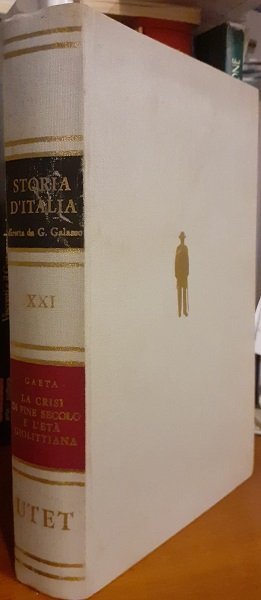 STORIA
D'ITALIA
diretta da G. Galasso
XXI
GAETA
LA CRISI
DI FINE SECOLO
E L'ETÀ
GIOLITTIANA
UTET